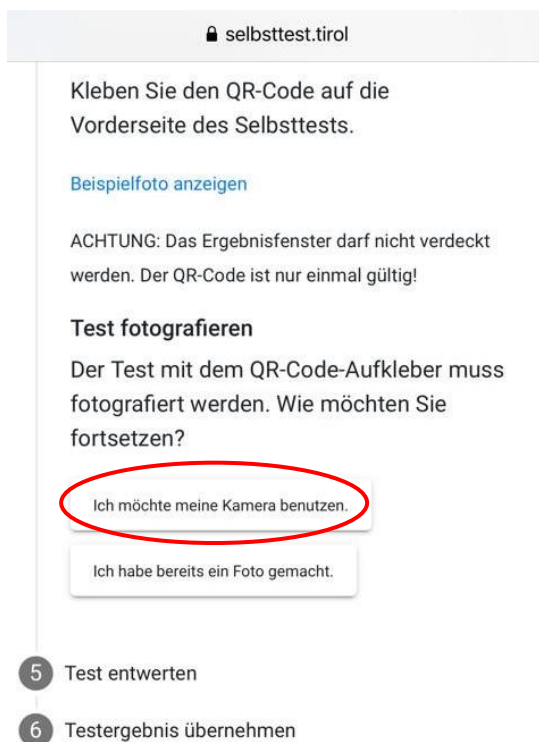 selbsttest.tirol
Kleben Sie den QR-Code auf die
Vorderseite des Selbsttests.
Beispielfoto anzeigen
ACHTUNG: Das Ergebnisfenster darf nicht verdeckt
werden. Der QR-Code ist nur einmal gültig!
Test fotografieren
Der Test mit dem QR-Code-Aufkleber muss
fotografiert werden. Wie möchten Sie
fortsetzen?
Ich möchte meine Kamera benutzen.
Ich habe bereits ein Foto gemacht.
5 Test entwerten
6 Testergebnis übernehmen